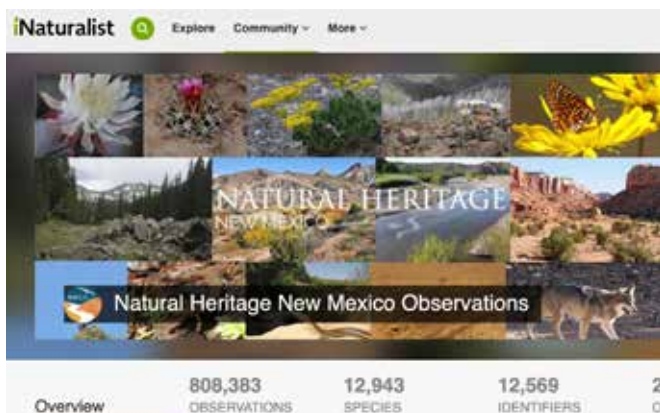 iNaturalist Explore Community More
NATURAL HERITAGE
NEW MEXICO
Natural Heritage New Mexico Observations
808,383 12,943 12,569 2
Overview OBSERVATIONS SPECIES IDENTIFIERS